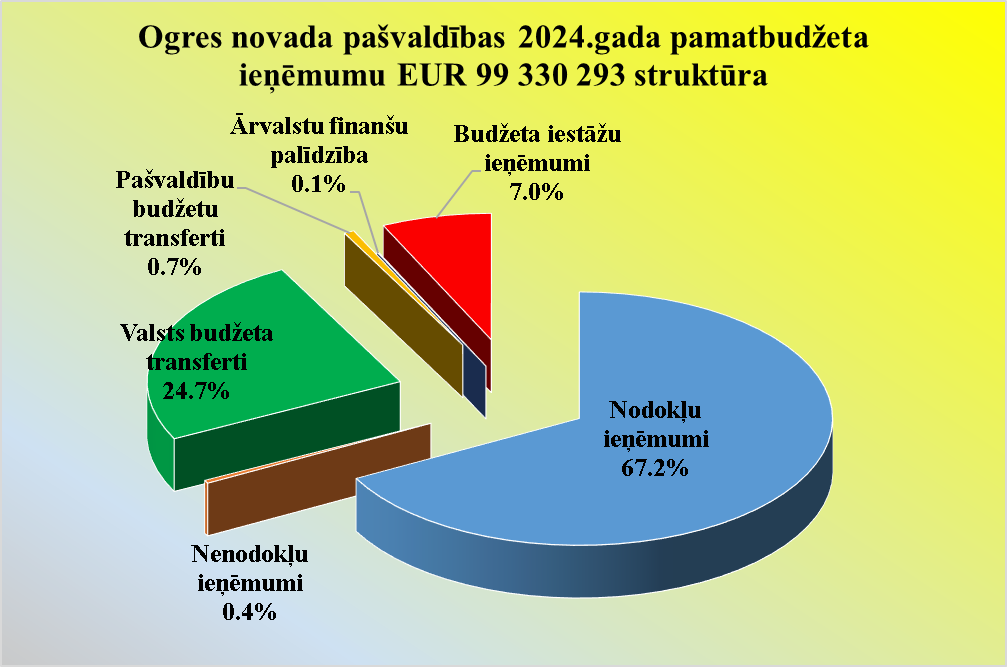 Ogres novada pašvaldības 2024.gada pamatbudžeta
ieņēmumu EUR 99 330 293 struktūra
Ārvalstu finanšu
palīdzība
0.1%
Budžeta iestāžu
ieņēmumi
7.0%
Pašvaldību
budžetu
transferti
0.7%
Valsts budžeta
transferti
24.7%
Nodokļu
ieņēmumi
67.2%
Nenodokļu
ieņēmumi
0.4%